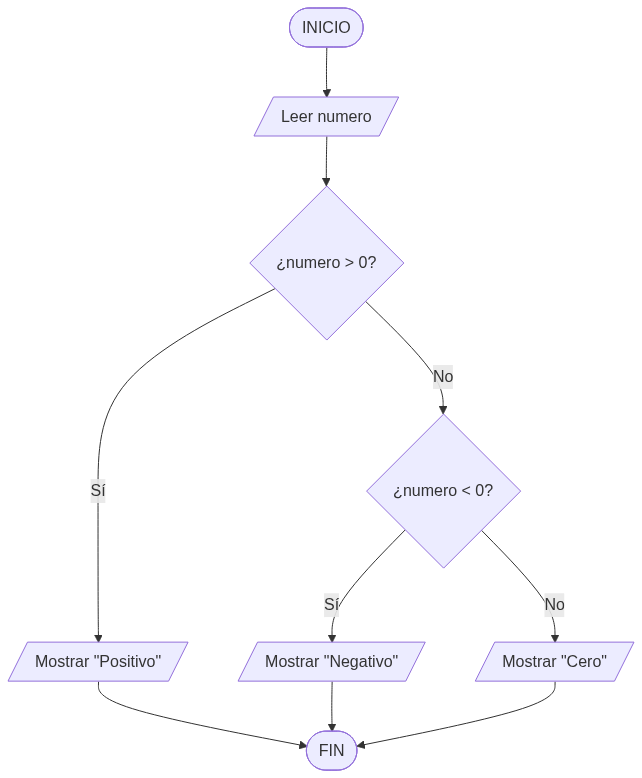 INICIO
Leer numero
¿numero > 0?
No
Sí
¿numero < 0?
Sí
No
Mostrar "Positivo"
Mostrar "Negativo"
Mostrar "Cero"
FIN